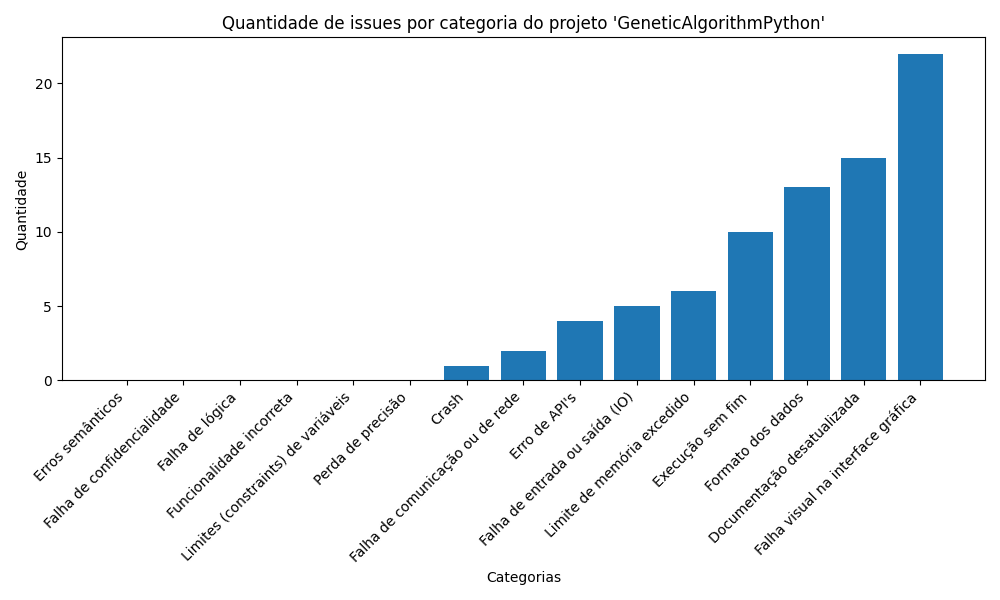 Quantidade de issues por categoria do projeto 'GeneticAlgorithmPython'
Quantidade
20
15
10
5
0
Erros semânticos
Falha de confidencialidade
Falha de lógica
Funcionalidade incorreta
Limites (constraints) de variáveis
Perda de precisão
Crash
Falha de comunicação ou de rede
Erro de API's
Falha de entrada ou saída (IO)
Limite de memória excedido
Execução sem fim
Formato dos dados
Documentação desatualizada
Falha visual na interface gráfica
Categorias